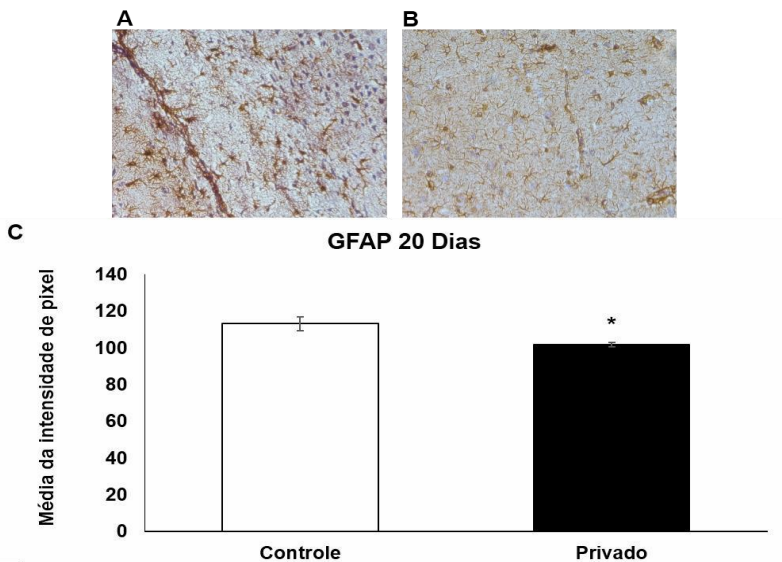 A
B
C
GFAP 20 Dias
Média da intensidade de pixel
140
120
100
80
60
40
20
0
*
Controle
Privado